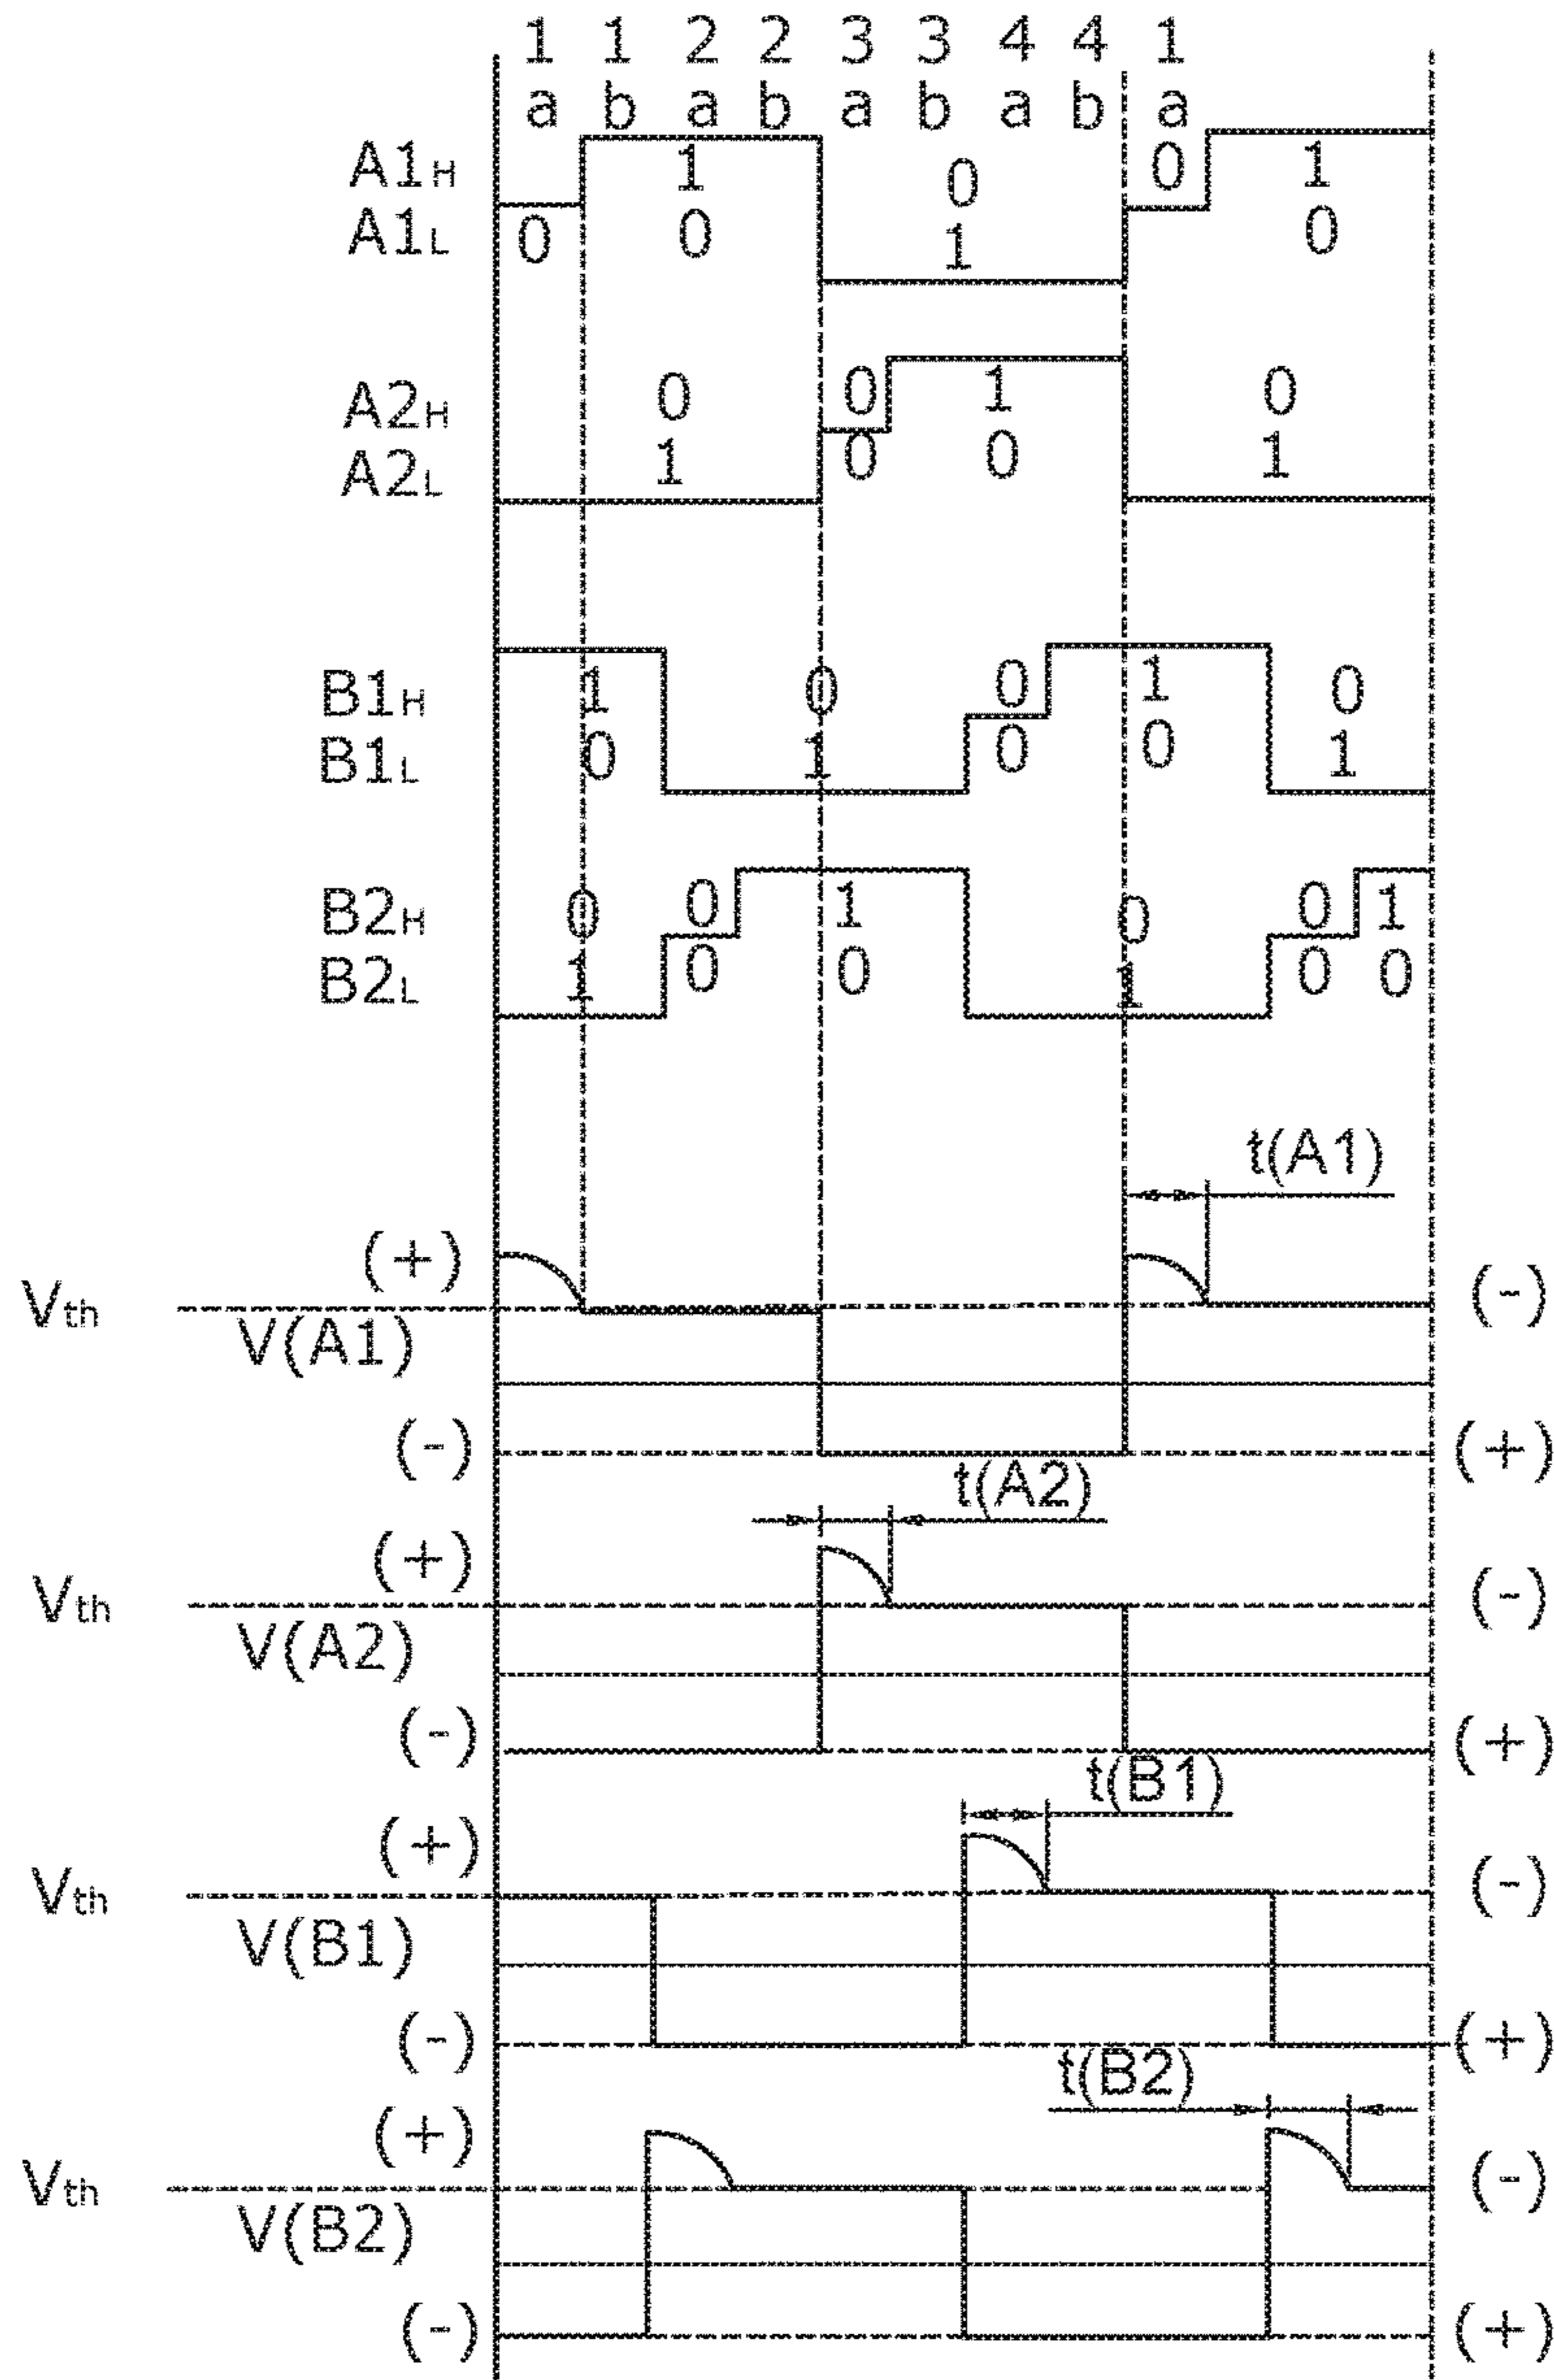 1 1 2 2 3 3 4 4 1
a b a b a b a b a
A1H 1 0 0 1
A1L 0 0 1 0
A2H 0 0 1 0
A2L 1 0 0 1
B1H 1 0 0 1 0
B1L 0 1 0 0 1
B2H 0 0 1 0 0 1
B2L 1 0 0 1 0 0
t(A1)
(+)
Vth (-)
V(A1)
(-) (+)
t(A2)
(+)
Vth (-)
V(A2)
(-) (+)
t(B1)
(+)
Vth (-)
V(B1)
(-) (+)
t(B2)
(+)
Vth (-)
V(B2)
(-) (+)